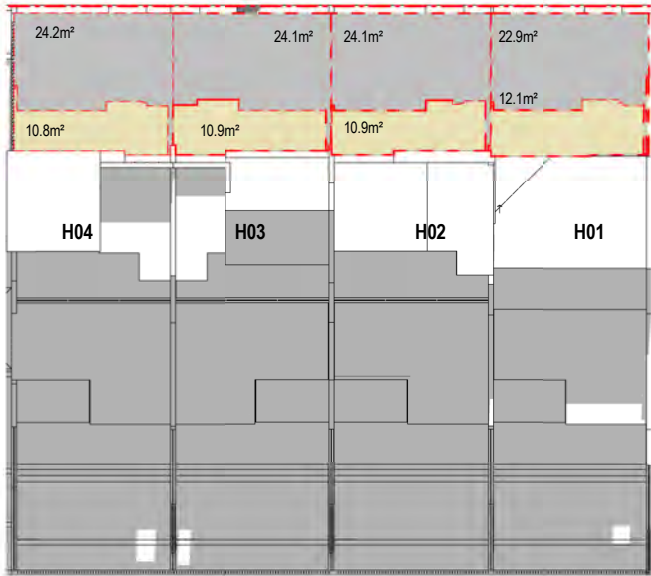 24.2m²
24.1m²
24.1m²
22.9m²
12.1m²
10.8m²
10.9m²
10.9m²
H04
H03
H02
H01